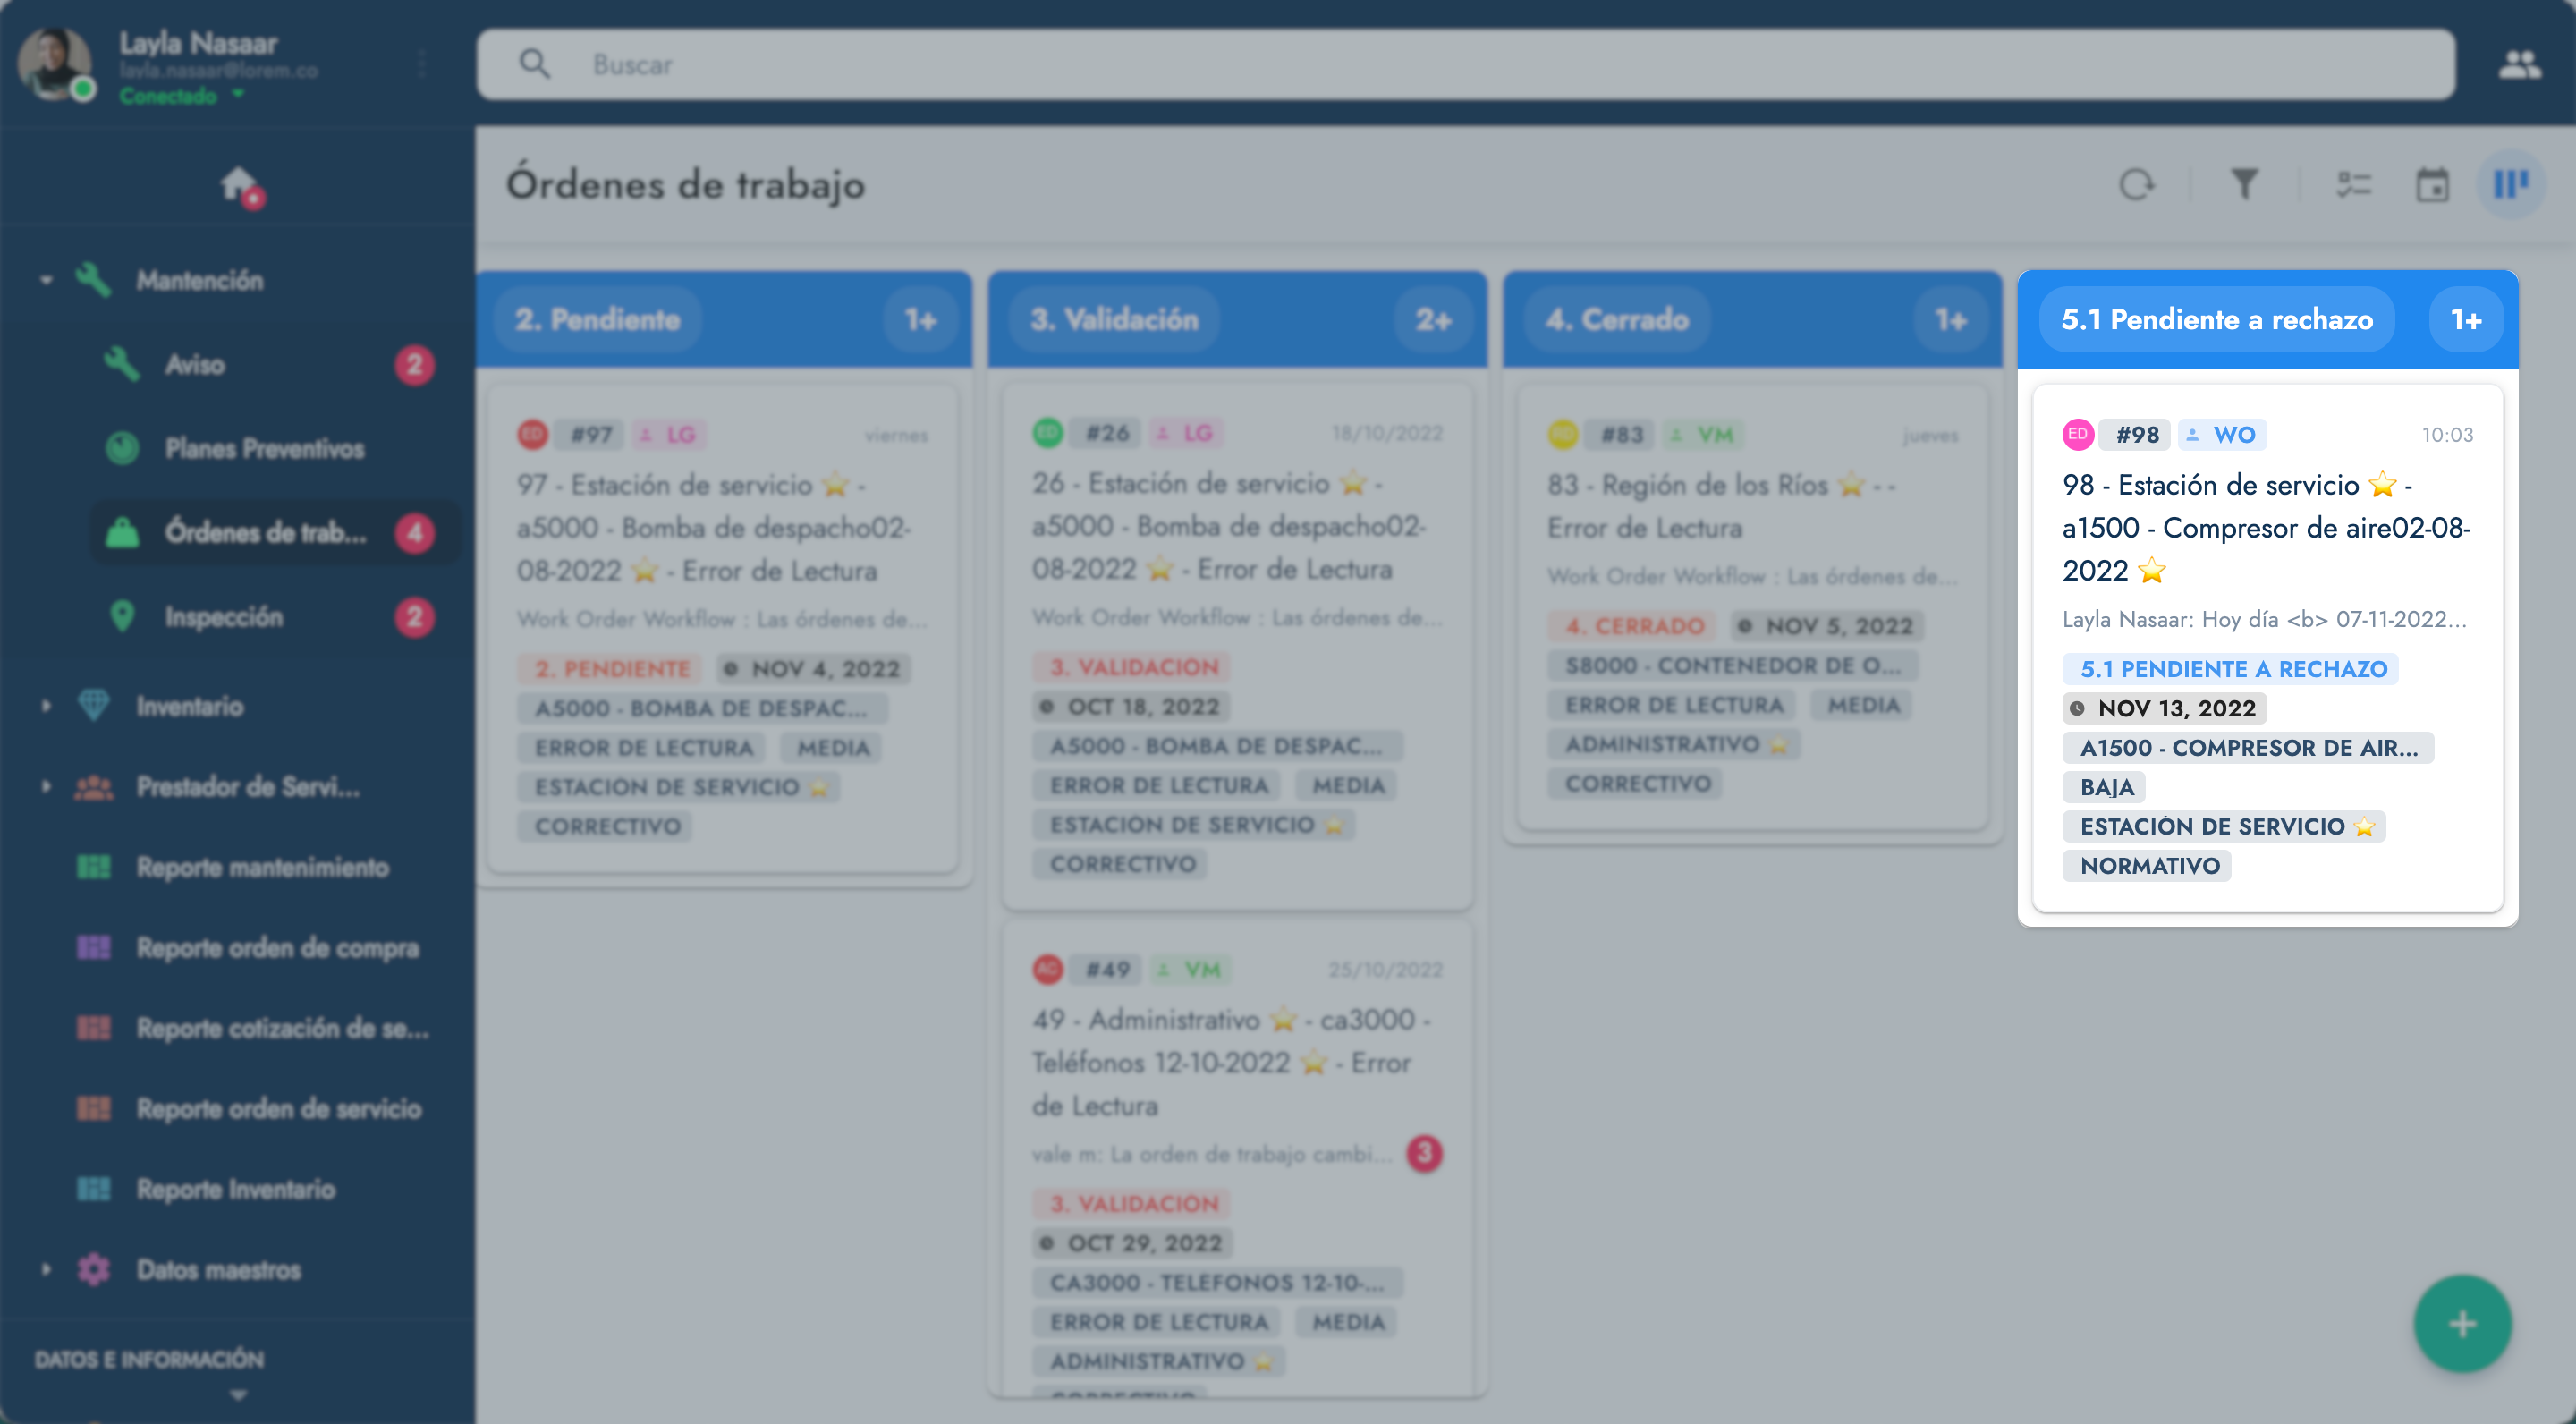 Layla Nasaar
layla.nasaar@lorem.co
Conectado
Buscar
Mantención
Aviso
2
Planes Preventivos
Órdenes de trab...
4
Inspección
2
Inventario
Prestador de Servi...
Reporte mantenimiento
Reporte orden de compra
Reporte cotización de se...
Reporte orden de servicio
Reporte Inventario
Datos maestros
DATOS E INFORMACIÓN
Órdenes de trabajo
2. Pendiente
1+
ED #97 LG viernes
97 - Estación de servicio ⭐ -
a5000 - Bomba de despacho02-
08-2022 ⭐ - Error de Lectura
Work Order Workflow : Las órdenes de...
2. PENDIENTE NOV 4, 2022
A5000 - BOMBA DE DESPAC...
ERROR DE LECTURA MEDIA
ESTACIÓN DE SERVICIO ⭐
CORRECTIVO
3. Validación
2+
ED #26 LG 18/10/2022
26 - Estación de servicio ⭐ -
a5000 - Bomba de despacho02-
08-2022 ⭐ - Error de Lectura
Work Order Workflow : Las órdenes de...
3. VALIDACIÓN
OCT 18, 2022
A5000 - BOMBA DE DESPAC...
ERROR DE LECTURA MEDIA
ESTACIÓN DE SERVICIO ⭐
CORRECTIVO
#49 VM 25/10/2022
49 - Administrativo ⭐ - ca3000 -
Teléfonos 12-10-2022 ⭐ - Error
de Lectura
vale m: La orden de trabajo cambi... 3
3. VALIDACIÓN
OCT 29, 2022
CA3000 - TELÉFONOS 12-10-...
ERROR DE LECTURA MEDIA
ADMINISTRATIVO ⭐
CORRECTIVO
4. Cerrado
1+
#83 VM jueves
83 - Región de los Ríos ⭐ - -
Error de Lectura
Work Order Workflow : Las órdenes de...
4. CERRADO NOV 5, 2022
S8000 - CONTENEDOR DE O...
ERROR DE LECTURA MEDIA
ADMINISTRATIVO ⭐
CORRECTIVO
5.1 Pendiente a rechazo
1+
ED #98 WO 10:03
98 - Estación de servicio ⭐ -
a1500 - Compresor de aire02-08-
2022 ⭐
Layla Nasaar: Hoy día <b> 07-11-2022...
5.1 PENDIENTE A RECHAZO
NOV 13, 2022
A1500 - COMPRESOR DE AIR...
BAJA
ESTACIÓN DE SERVICIO ⭐
NORMATIVO